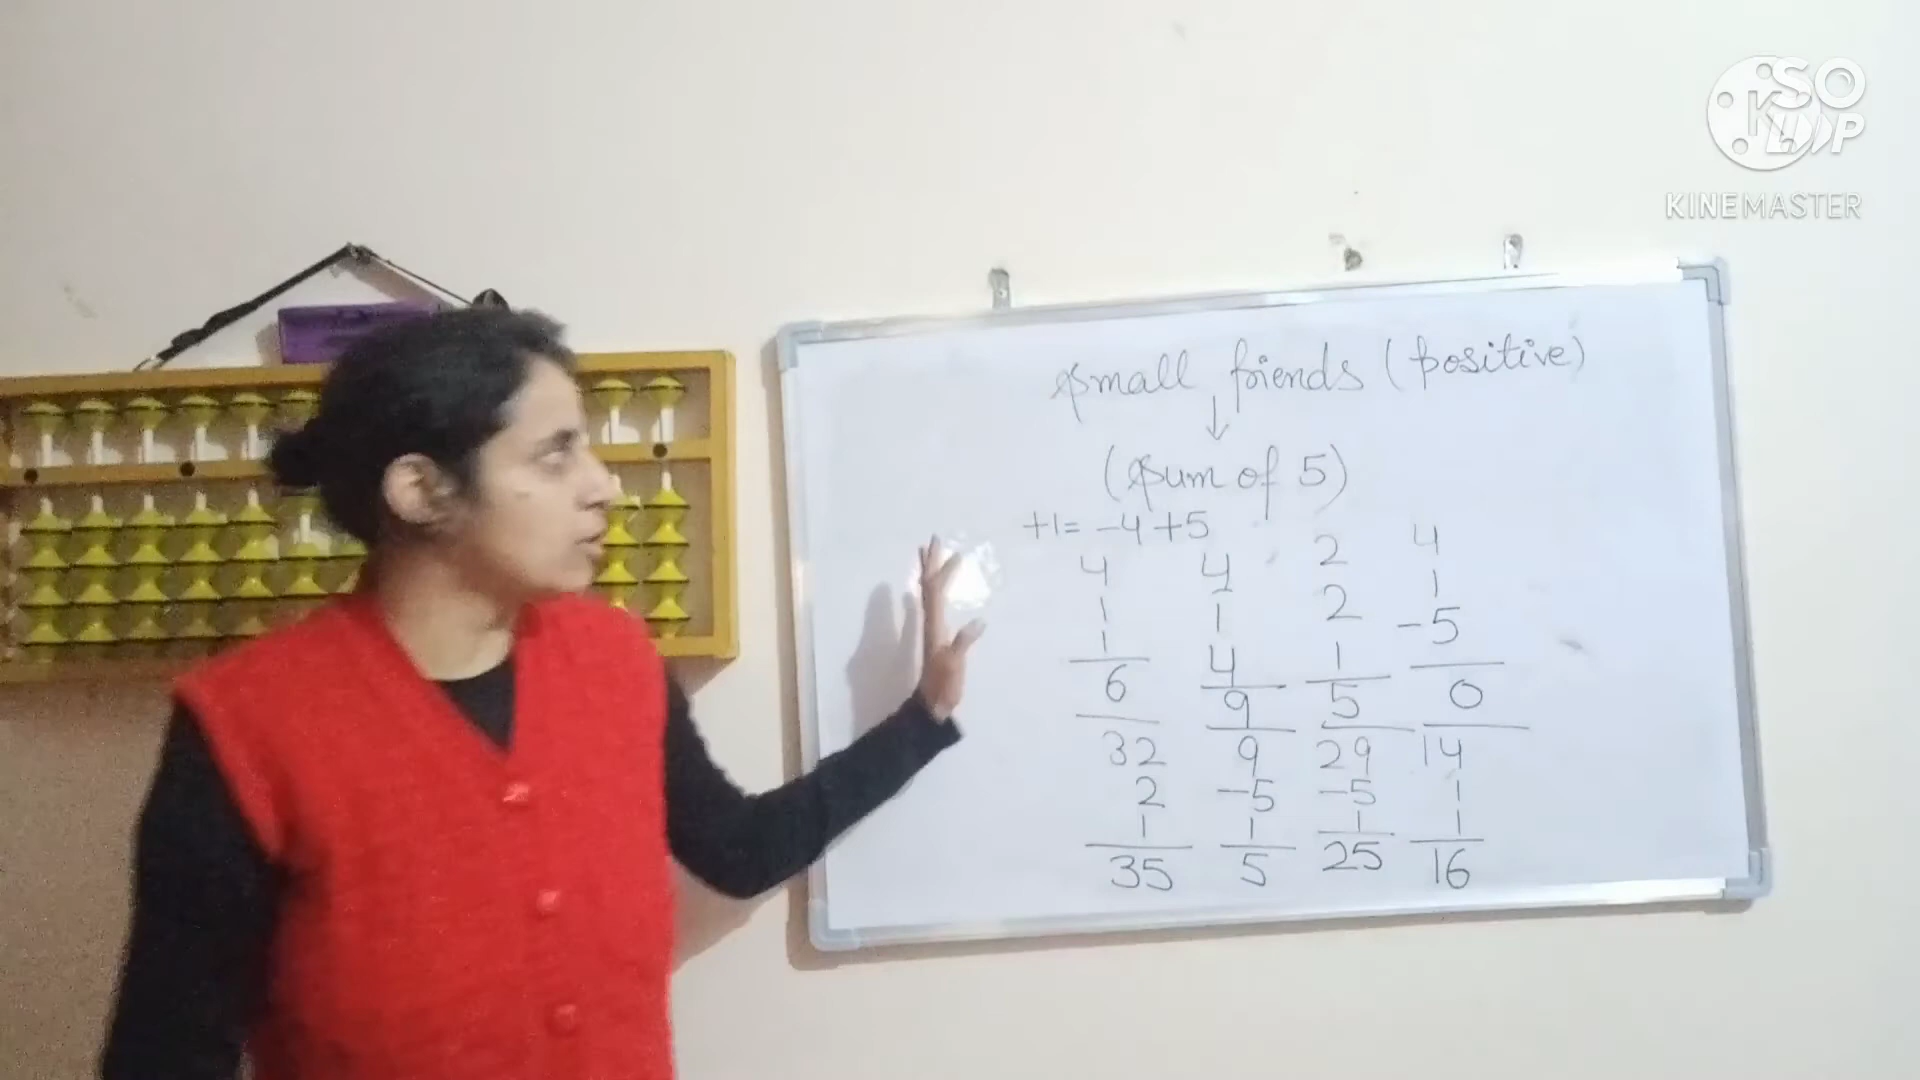 SO
K
UP
KINEMASTER
small friends (positive)
↓
(sum of 5)
+1= -4 +5
4 4 2 4
1 1 2 1
1 4 1 -5
6 9 5 0
32 9 29 14
2 -5 -5 1
1 1 1 1
35 5 25 16